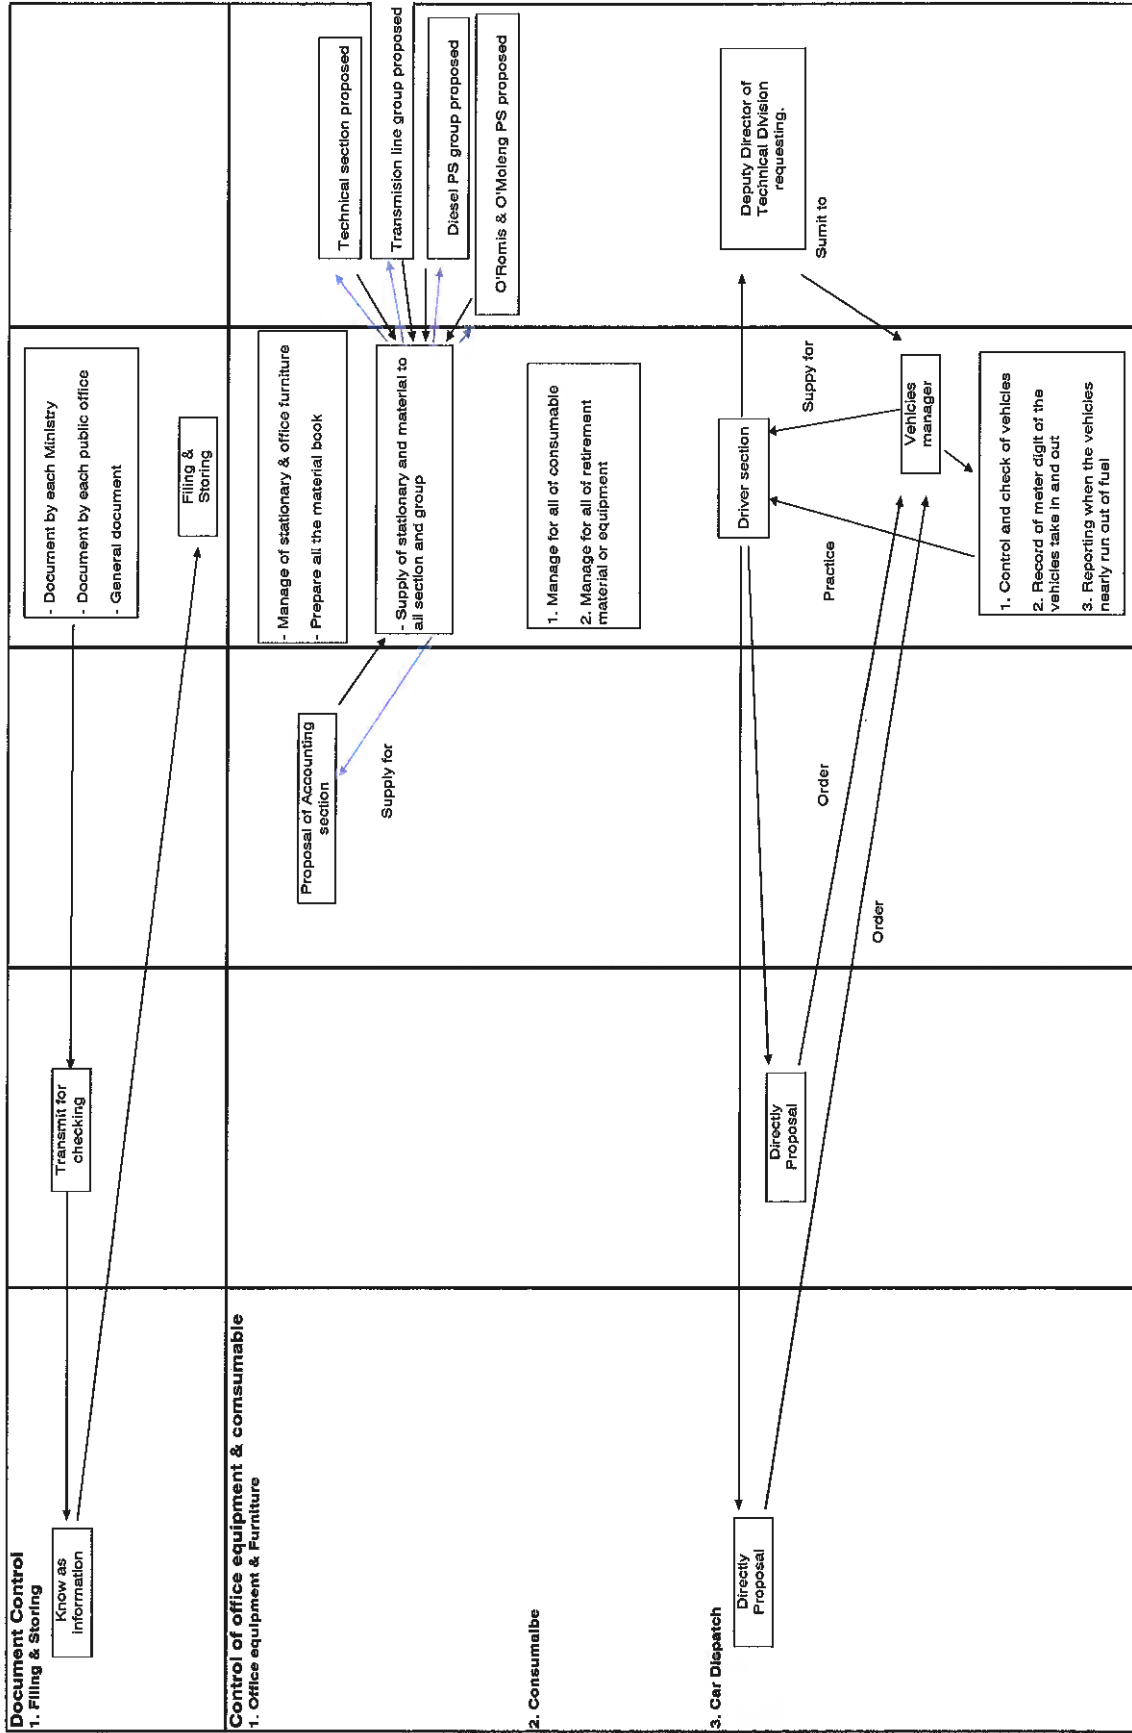 Document Control
1. Filing & Storing
Know as
information
Transmit for
checking
- Document by each Ministry
- Document by each public office
- General document
Filing &
Storing
Control of office equipment & comsumable
1. Office equipment & Furniture
- Manage of stationary & office furniture
- Prepare all the material book
Proposal of Accounting
section
Supply for
- Supply of stationary and material to
all section and group
Technical section proposed
Transmision line group proposed
Diesel PS group proposed
O'Romis & O'Moleng PS proposed
2. Consumalbe
1. Manage for all of consumable
2. Manage for all of retirement
material or equipment
3. Car Dispatch
Directly
Proposal
Directly
Proposal
Order
Order
Driver section
Practice
Suppy for
Vehicles
manager
Deputy Director of
Technical Division
requesting.
Sumit to
1. Control and check of vehicles
2. Record of meter digit of the
vehicles take in and out
3. Reporting when the vehicles
nearly run out of fuel